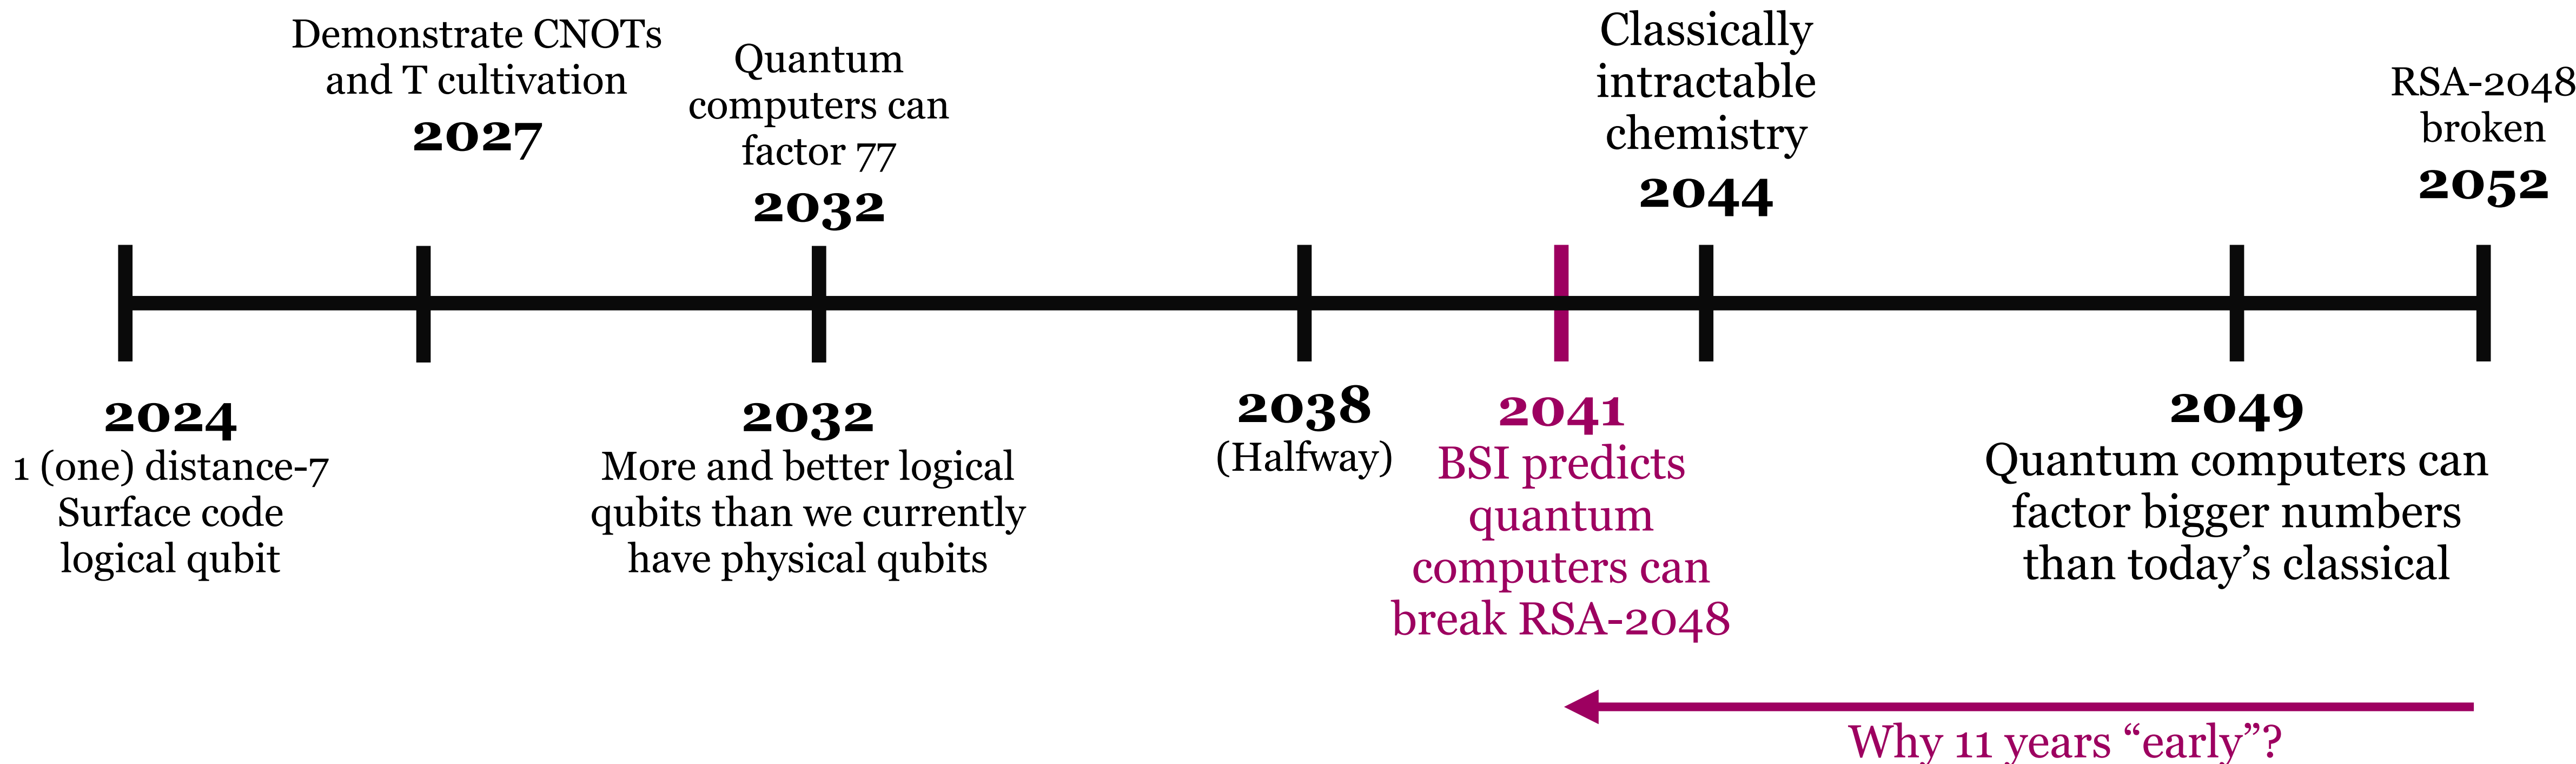 Demonstrate CNOTs
and T cultivation
2027
Quantum
computers can
factor 77
2032
Classically
intractable
chemistry
2044
RSA-2048
broken
2052
2024
1 (one) distance-7
Surface code
logical qubit
2032
More and better logical
qubits than we currently
have physical qubits
2038
(Halfway)
2041
BSI predicts
quantum
computers can
break RSA-2048
2049
Quantum computers can
factor bigger numbers
than today’s classical
Why 11 years “early”?